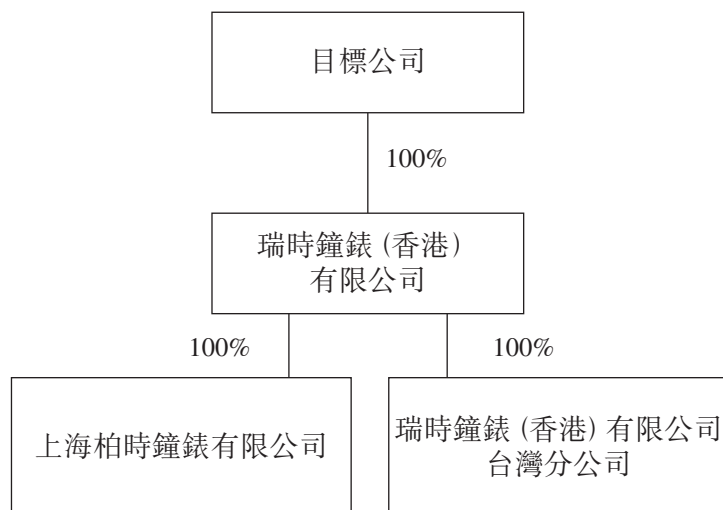 目標公司
100%
瑞時鐘錶（香港）
有限公司
100%
100%
上海柏時鐘錶有限公司
瑞時鐘錶（香港）有限公司
台灣分公司